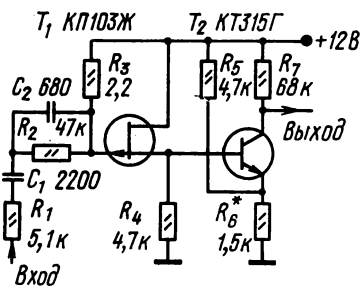 T₁ КП103Ж T₂ КТ315Г
+12В
C₂ 680
R₃
2,2
R₅
4,7к
R₇
68к
47к
R₂
Выход
C₁ 2200
R₁
5,1к
R₄
4,7к
R₆*
1,5к
Вход